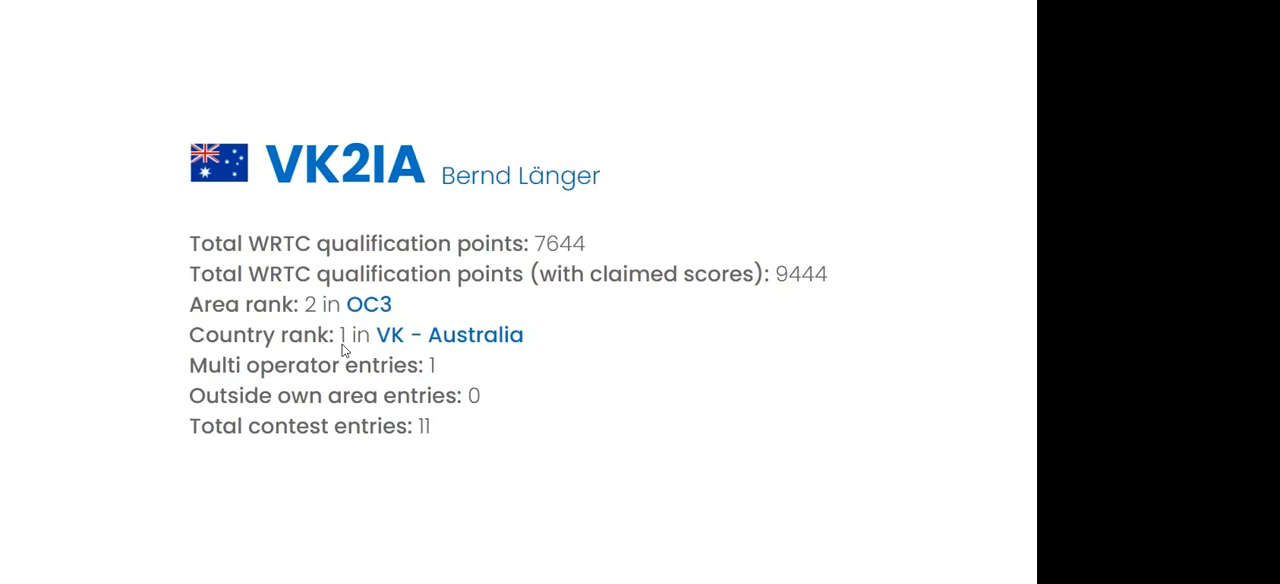 VK2IA Bernd Länger
Total WRTC qualification points: 7644
Total WRTC qualification points (with claimed scores): 9444
Area rank: 2 in OC3
Country rank: 1 in VK - Australia
Multi operator entries: 1
Outside own area entries: 0
Total contest entries: 11